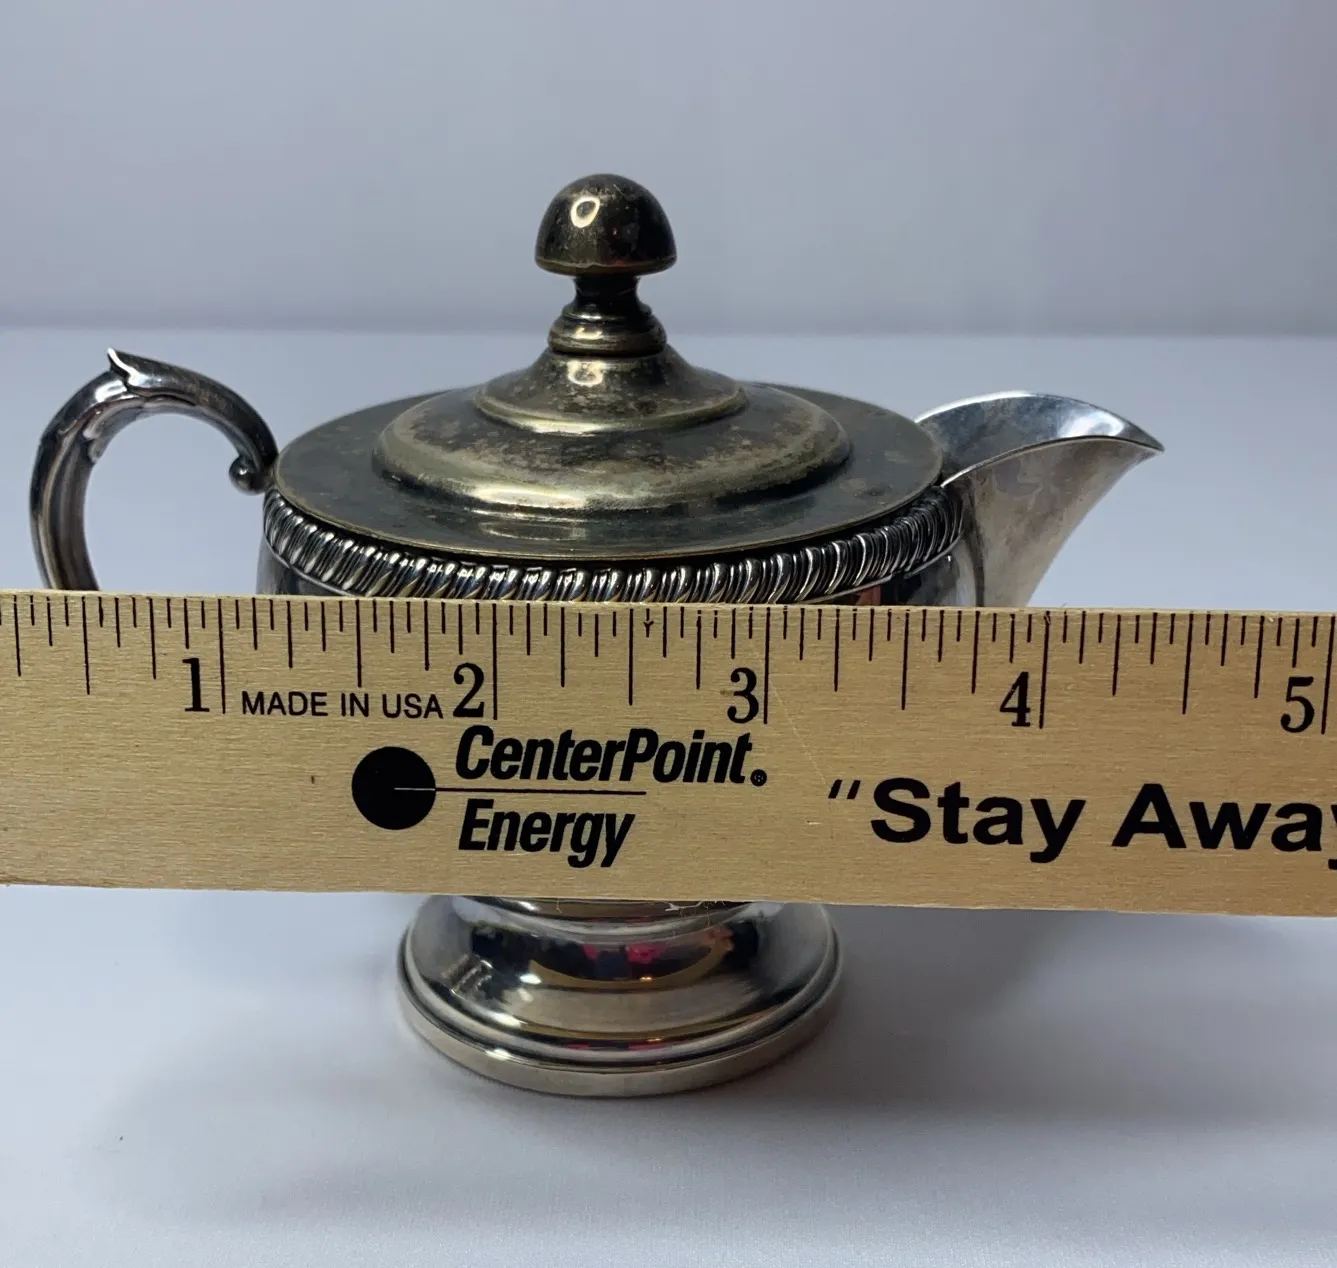 1 2 3 4 5
MADE IN USA
CenterPoint®
Energy
"Stay Away